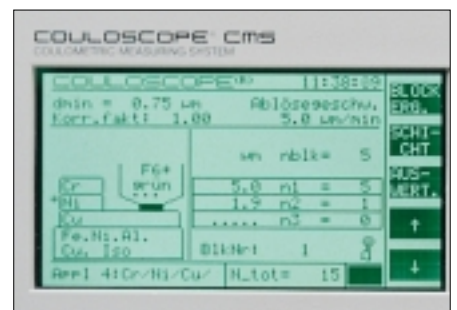 COULOSCOPE® CMS
COULOMETRIC MEASURING SYSTEM
COULOSCOPE(R) 11:38:09
dmin = 0.75 µm Ablösegeschw.
Korr.fakt: 1.00 5.0 µm/min
µm nblk= 5
F6+
grün
Cr
*Ni
Cu
Fe.Ni.Al.
Cu, Iso
5.0 n1 = 5
1.9 n2 = 1
..... n3 = 0
BlkNr: 1
Appl 4:Cr/Ni/Cu/ N_tot= 15
BLOCK
ERG.
SCHI-
CHT
AUS-
WERT.
↑
↓